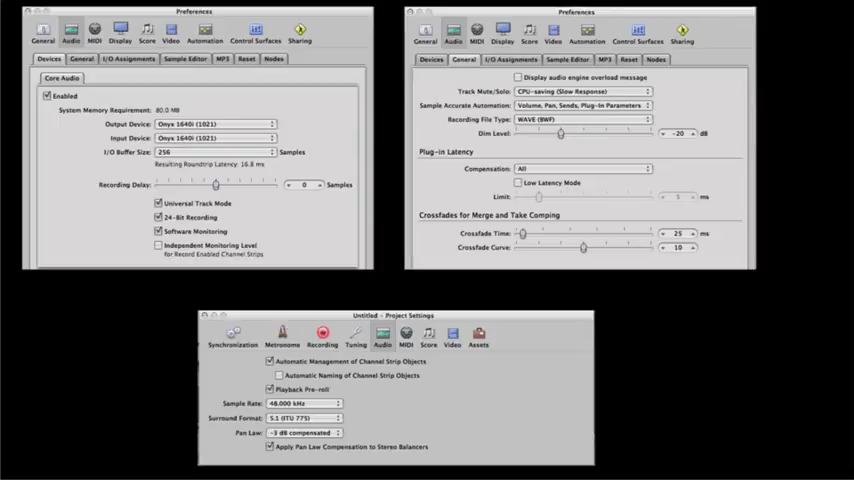 Preferences
General Audio MIDI Display Score Video Automation Control Surfaces Sharing
Devices General I/O Assignments Sample Editor MP3 Reset Nodes
Core Audio
Enabled
System Memory Requirement: 80.0 MB
Output Device: Onyx 1640i (1021)
Input Device: Onyx 1640i (1021)
I/O Buffer Size: 256 Samples
Resulting Roundtrip Latency: 16.8 ms
Recording Delay: 0 Samples
Universal Track Mode
24-Bit Recording
Software Monitoring
Independent Monitoring Level
for Record Enabled Channel Strips
Preferences
General Audio MIDI Display Score Video Automation Control Surfaces Sharing
Devices General I/O Assignments Sample Editor MP3 Reset Nodes
Display audio engine overload message
Track Mute/Solo: CPU-saving (Slow Response)
Sample Accurate Automation: Volume, Pan, Sends, Plug-In Parameters
Recording File Type: WAVE (BWF)
Dim Level: -20 dB
Plug-in Latency
Compensation: All
Low Latency Mode
Limit: 5 ms
Crossfades for Merge and Take Comping
Crossfade Time: 25 ms
Crossfade Curve: 10
Untitled - Project Settings
Synchronization Metronome Recording Tuning Audio MIDI Score Video Assets
Automatic Management of Channel Strip Objects
Automatic Naming of Channel Strip Objects
Playback Pre-roll
Sample Rate: 48.000 kHz
Surround Format: 5.1 (ITU 775)
Pan Law: -3 dB compensated
Apply Pan Law Compensation to Stereo Balancers